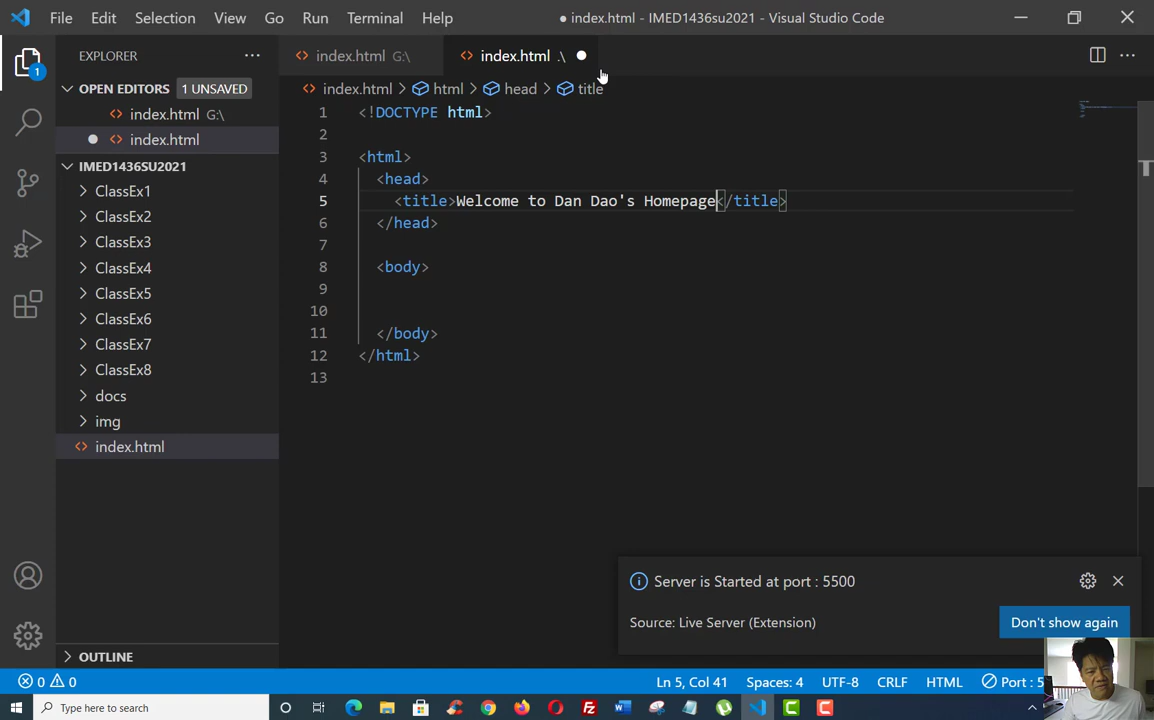 File Edit Selection View Go Run Terminal Help ● index.html - IMED1436su2021 - Visual Studio Code
EXPLORER ···
index.html G:\
index.html .\
OPEN EDITORS 1 UNSAVED
index.html > html > head > title
index.html G:\
index.html
IMED1436SU2021
ClassEx1
ClassEx2
ClassEx3
ClassEx4
ClassEx5
ClassEx6
ClassEx7
ClassEx8
docs
img
index.html
1 <!DOCTYPE html>
2
3 <html>
4 <head>
5 <title>Welcome to Dan Dao's Homepage</title>
6 </head>
7
8 <body>
9
10
11 </body>
12 </html>
13
Server is Started at port : 5500
Source: Live Server (Extension)
Don't show again
OUTLINE
1
0 0 Ln 5, Col 41 Spaces: 4 UTF-8 CRLF HTML Port : 5
Type here to search